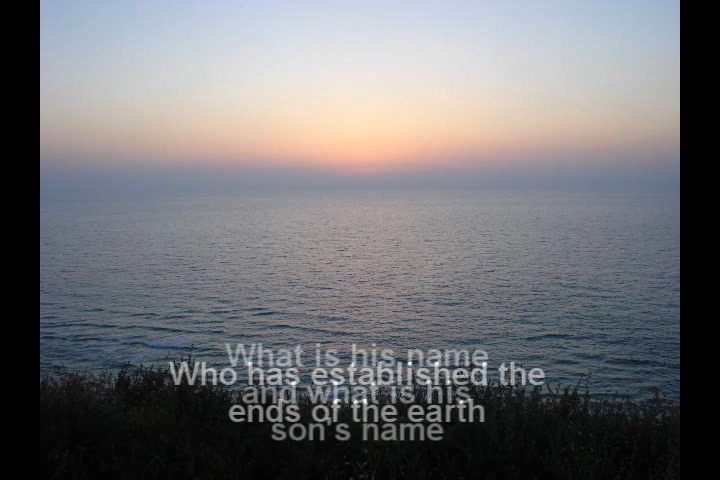 What is his name
Who has established the
and what is his
ends of the earth
son's name